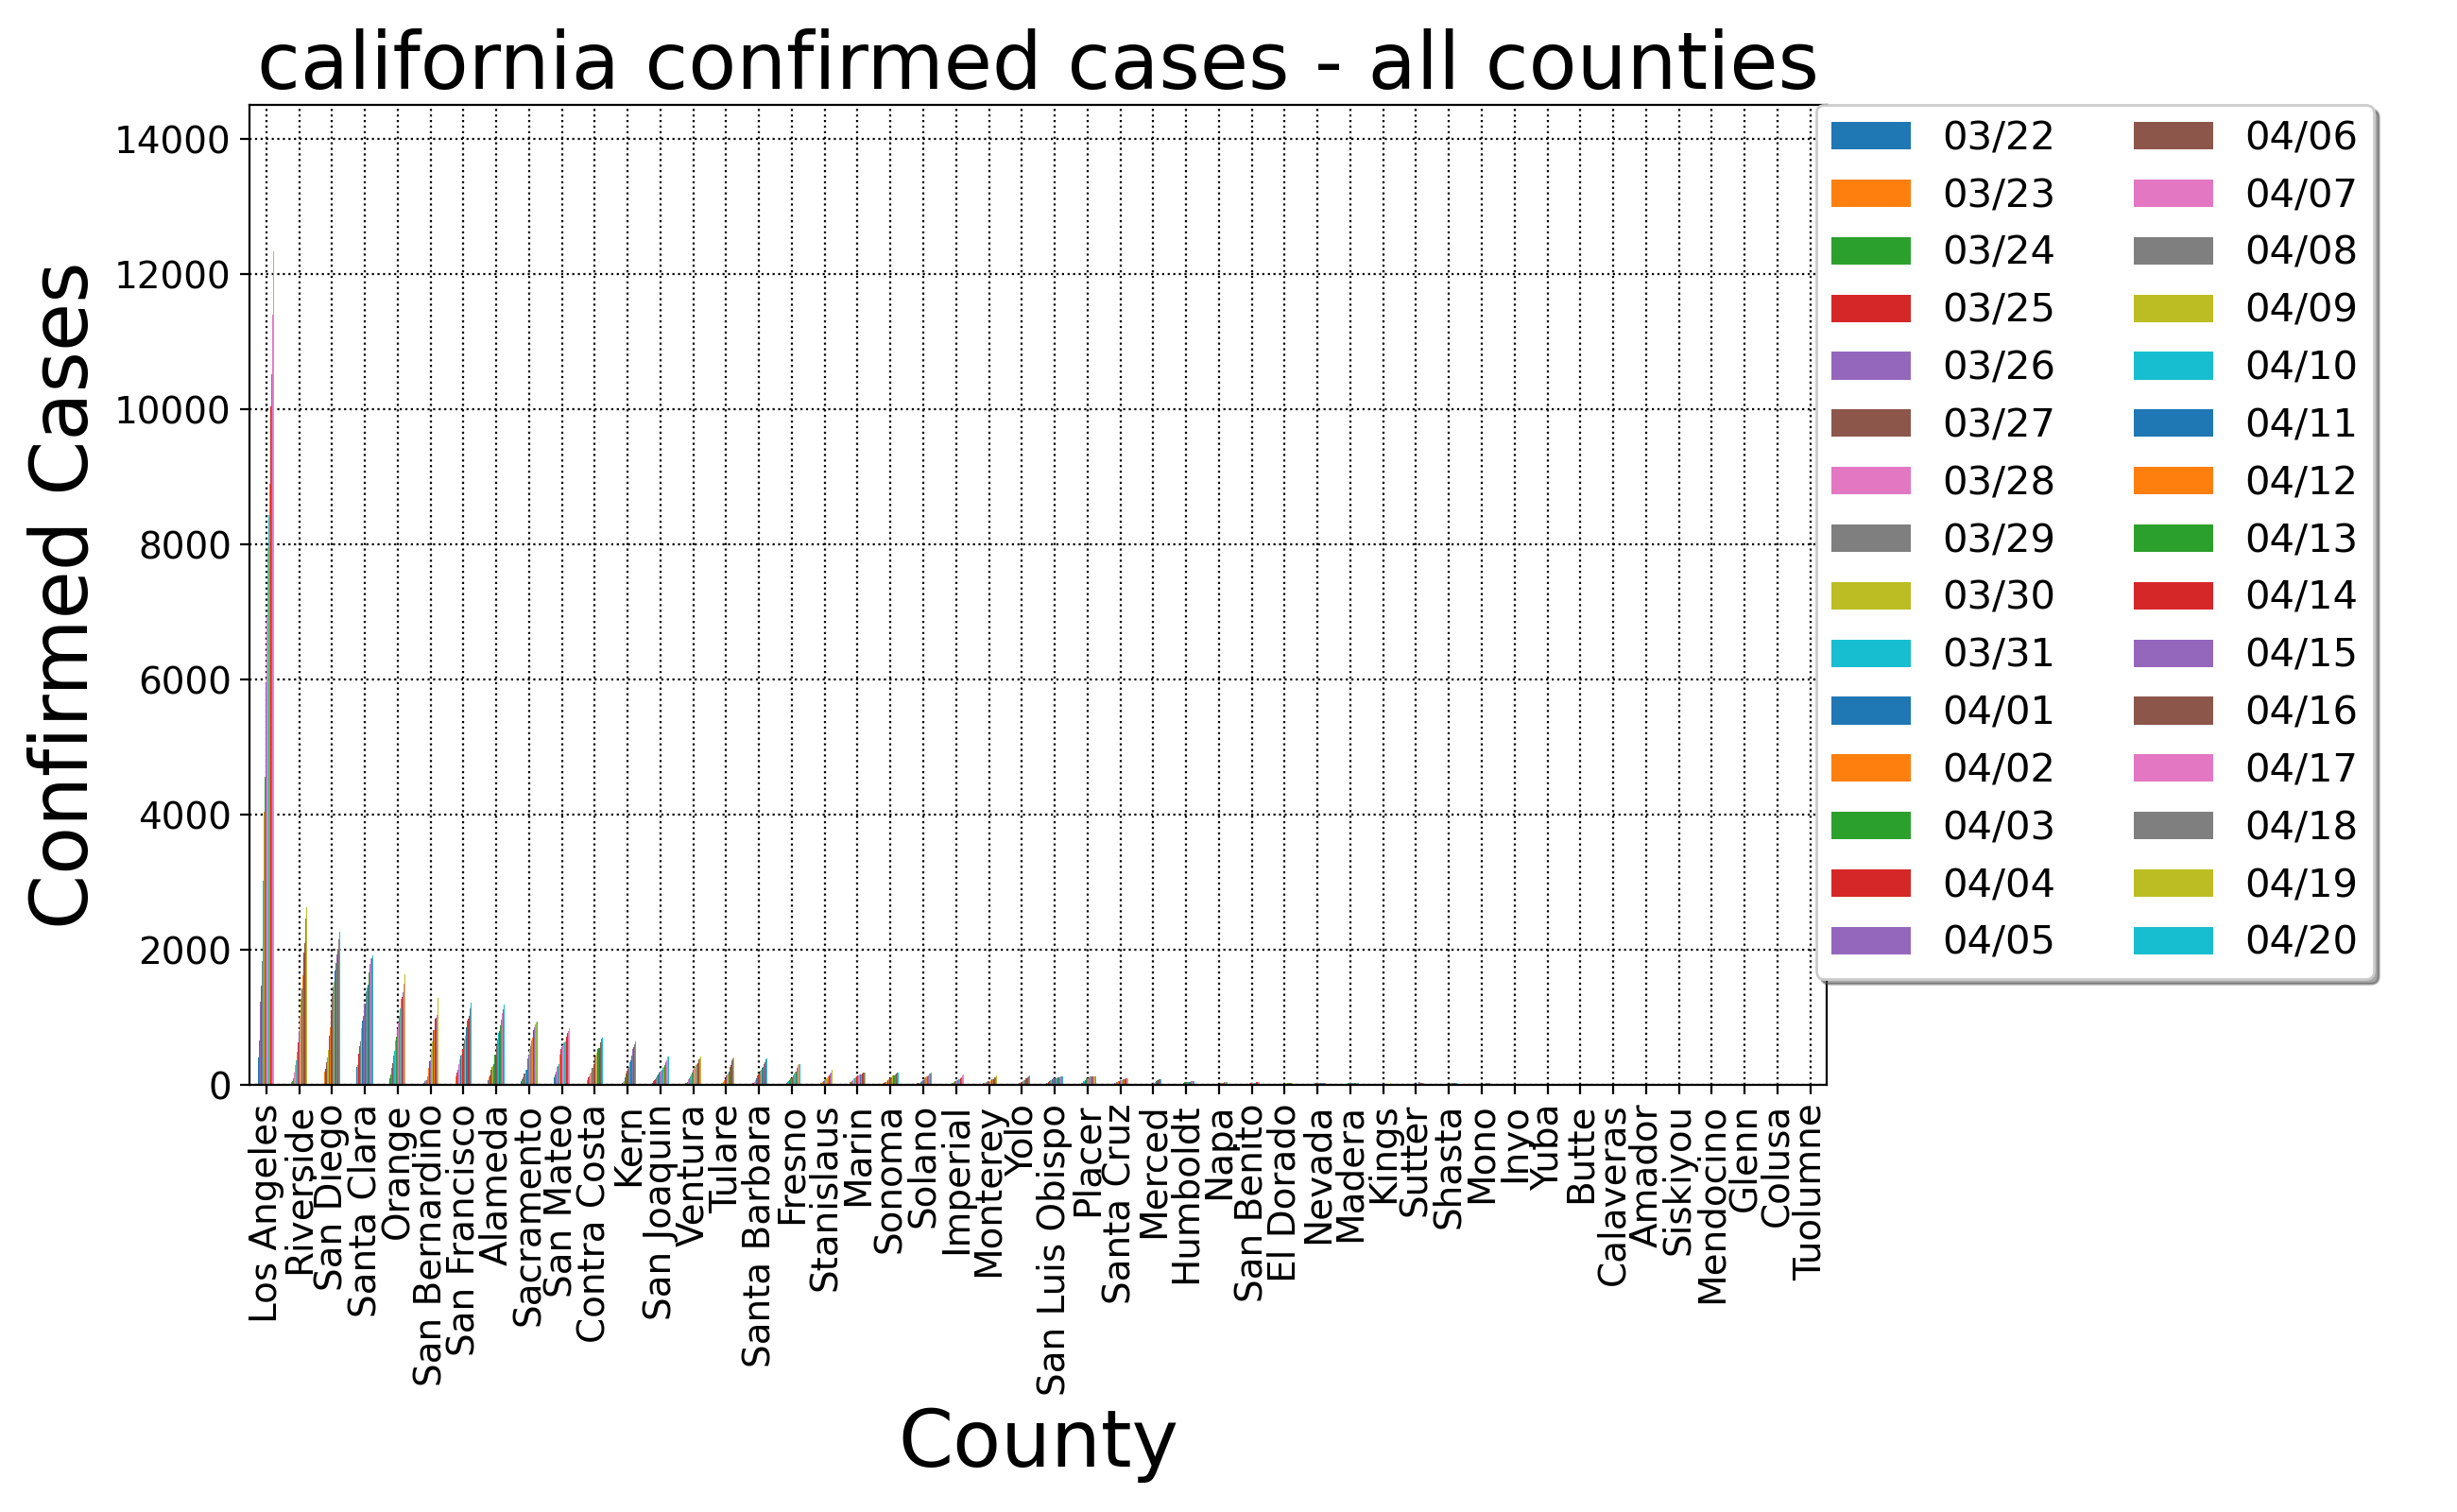 california confirmed cases - all counties
Confirmed Cases
14000
12000
10000
8000
6000
4000
2000
0
Los Angeles
Riverside
San Diego
Santa Clara
Orange
San Bernardino
San Francisco
Alameda
Sacramento
San Mateo
Contra Costa
Kern
San Joaquin
Ventura
Tulare
Santa Barbara
Fresno
Stanislaus
Marin
Sonoma
Solano
Imperial
Monterey
Yolo
San Luis Obispo
Placer
Santa Cruz
Merced
Humboldt
Napa
San Benito
El Dorado
Nevada
Madera
Kings
Sutter
Shasta
Mono
Inyo
Yuba
Butte
Calaveras
Amador
Siskiyou
Mendocino
Glenn
Colusa
Tuolumne
County
03/22
03/23
03/24
03/25
03/26
03/27
03/28
03/29
03/30
03/31
04/01
04/02
04/03
04/04
04/05
04/06
04/07
04/08
04/09
04/10
04/11
04/12
04/13
04/14
04/15
04/16
04/17
04/18
04/19
04/20